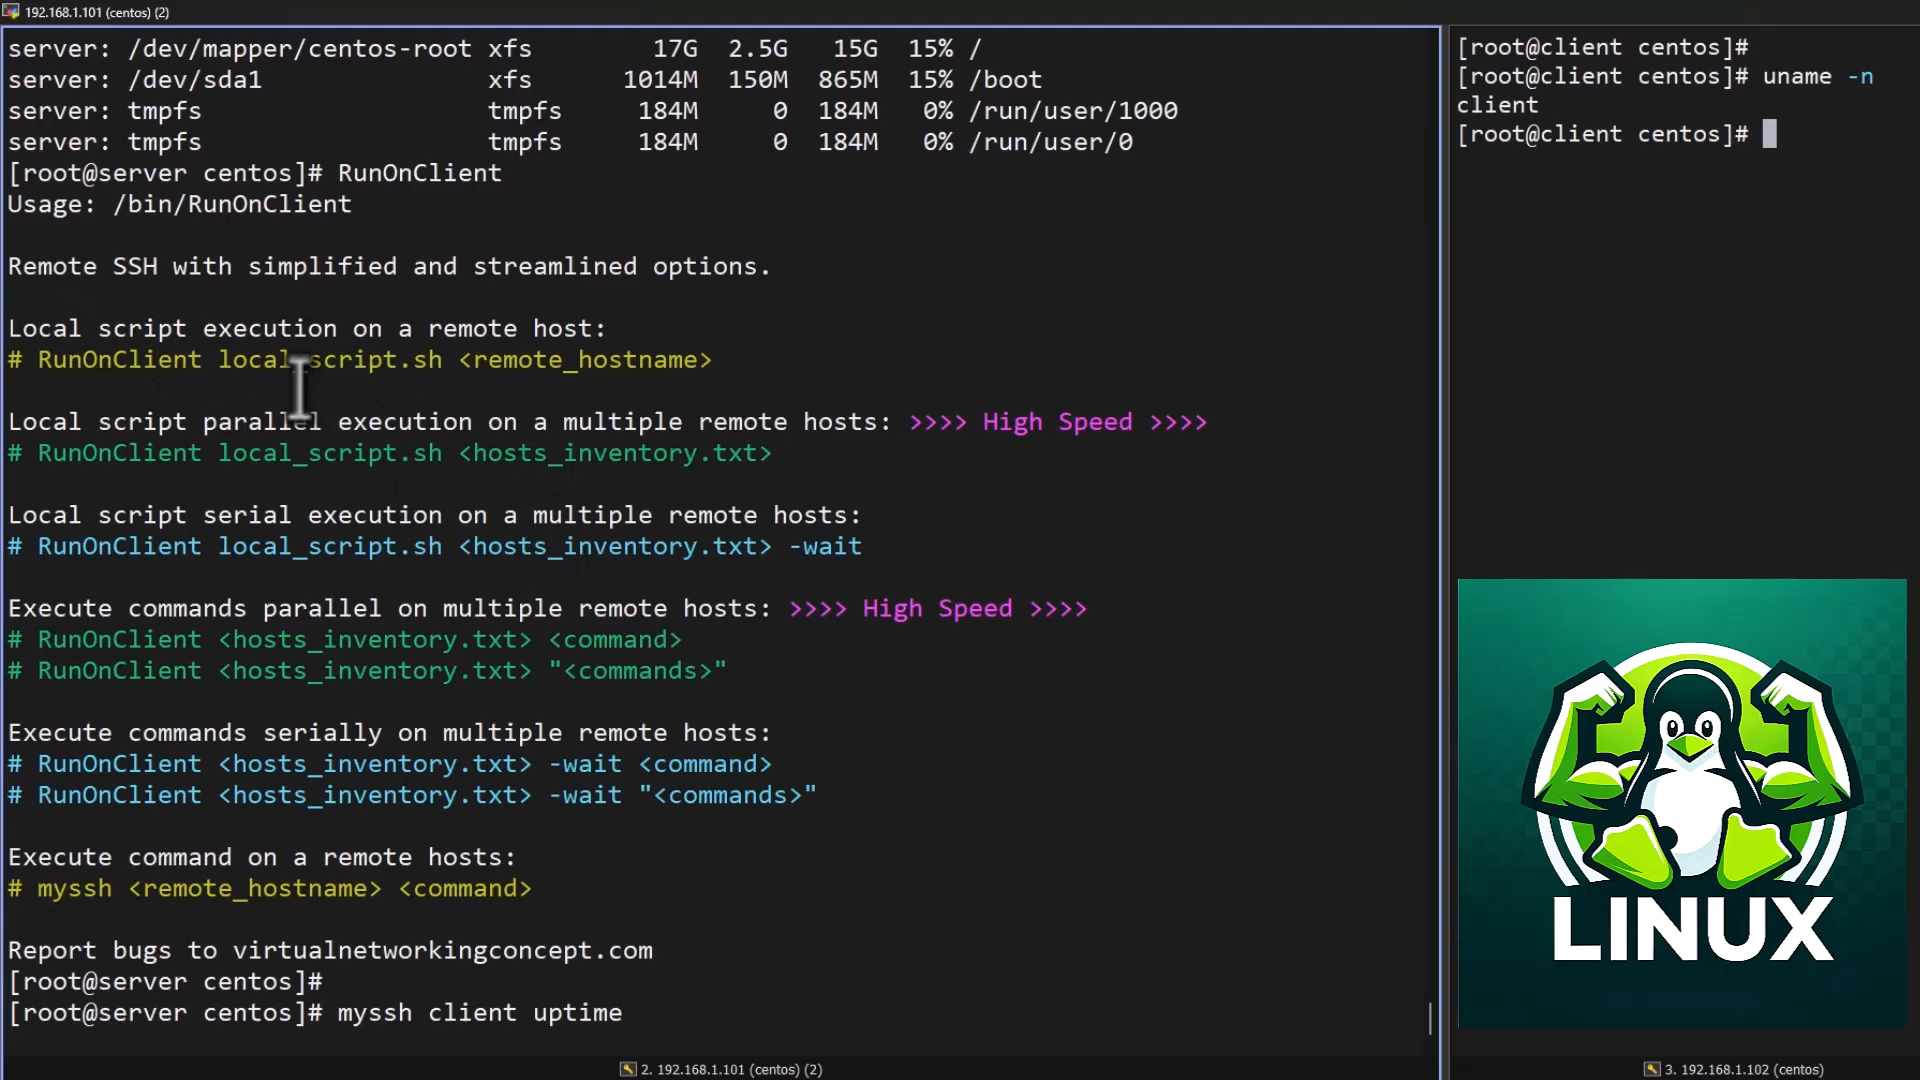 192.168.1.101 (centos) (2)
server: /dev/mapper/centos-root xfs 17G 2.5G 15G 15% /
server: /dev/sda1 xfs 1014M 150M 865M 15% /boot
server: tmpfs tmpfs 184M 0 184M 0% /run/user/1000
server: tmpfs tmpfs 184M 0 184M 0% /run/user/0
[root@server centos]# RunOnClient
Usage: /bin/RunOnClient
Remote SSH with simplified and streamlined options.
Local script execution on a remote host:
# RunOnClient local_script.sh <remote_hostname>
Local script parallel execution on a multiple remote hosts: >>>> High Speed >>>>
# RunOnClient local_script.sh <hosts_inventory.txt>
Local script serial execution on a multiple remote hosts:
# RunOnClient local_script.sh <hosts_inventory.txt> -wait
Execute commands parallel on multiple remote hosts: >>>> High Speed >>>>
# RunOnClient <hosts_inventory.txt> <command>
# RunOnClient <hosts_inventory.txt> "<commands>"
Execute commands serially on multiple remote hosts:
# RunOnClient <hosts_inventory.txt> -wait <command>
# RunOnClient <hosts_inventory.txt> -wait "<commands>"
Execute command on a remote hosts:
# myssh <remote_hostname> <command>
Report bugs to virtualnetworkingconcept.com
[root@server centos]#
[root@server centos]# myssh client uptime
2. 192.168.1.101 (centos) (2)
[root@client centos]#
[root@client centos]# uname -n
client
[root@client centos]#
LINUX
3. 192.168.1.102 (centos)